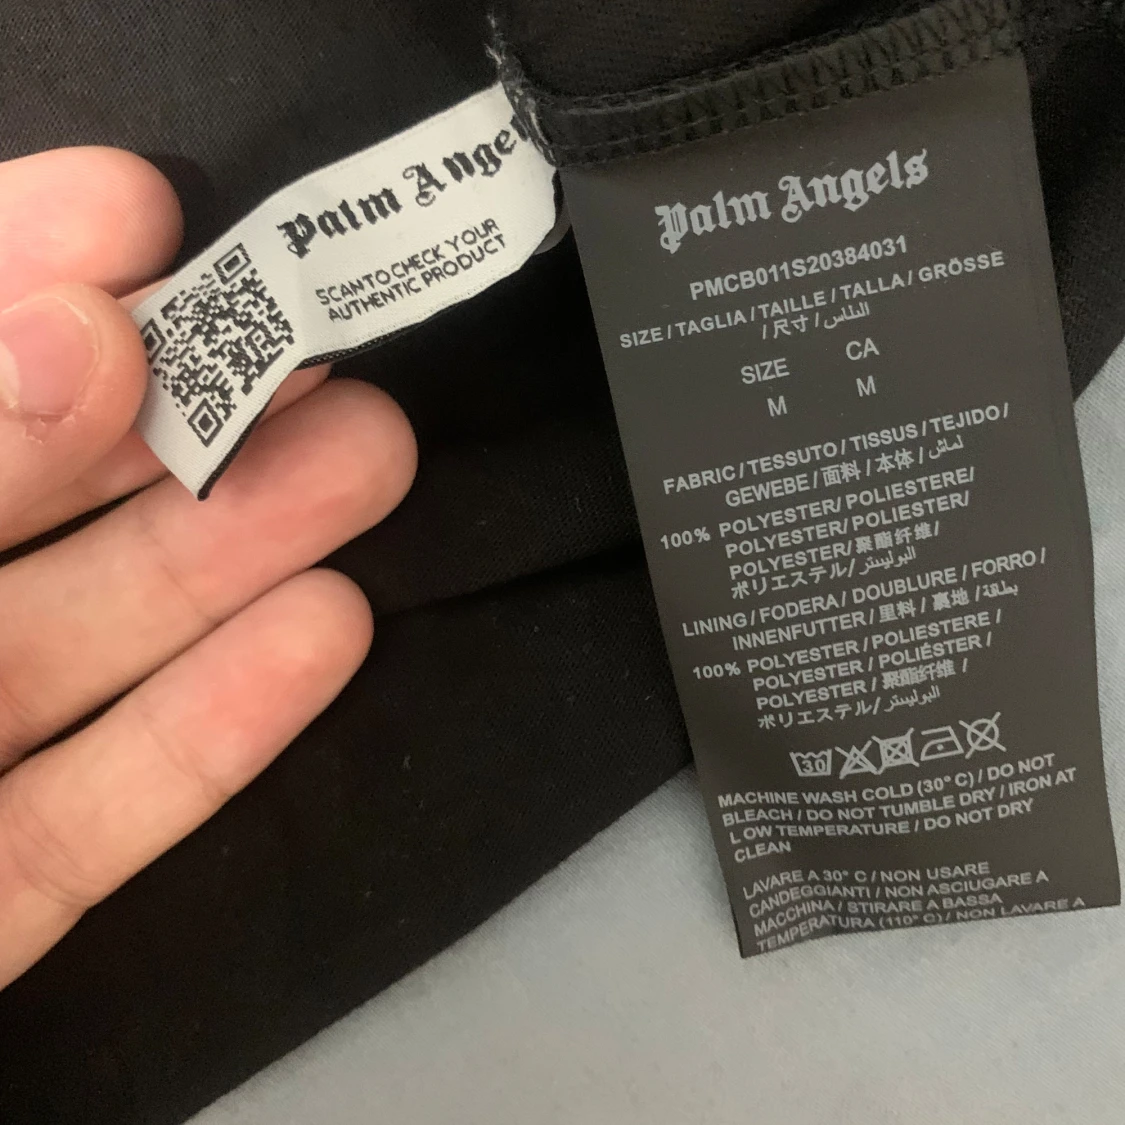 Palm Ange
SCAN TO CHECK YOUR
AUTHENTIC PRODUCT
Palm Angels
PMCB011S20384031
SIZE / TAGLIA / TAILLE / TALLA / GRÖSSE
/ 尺寸 /
SIZE CA
M M
FABRIC / TESSUTO / TISSUS / TEJIDO /
GEWEBE / 面料 / 本体 /
100% POLYESTER/ POLIESTERE/
POLYESTER/ POLIESTER/
POLYESTER/ 聚酯纤维/
ポリエステル/ البوليستر
LINING / FODERA / DOUBLURE / FORRO /
INNENFUTTER / 里料 / 裏地 / بطاقة
100% POLYESTER / POLIESTERE /
POLYESTER / POLIÉSTER /
POLYESTER / 聚酯纤维 /
ポリエステル/ البوليستر
30
MACHINE WASH COLD (30° C) / DO NOT
BLEACH / DO NOT TUMBLE DRY / IRON AT
LOW TEMPERATURE / DO NOT DRY
CLEAN
LAVARE A 30° C / NON USARE
CANDEGGIANTI / NON ASCIUGARE A
MACCHINA / STIRARE A BASSA
TEMPERATURA (110° C) / NON LAVARE A